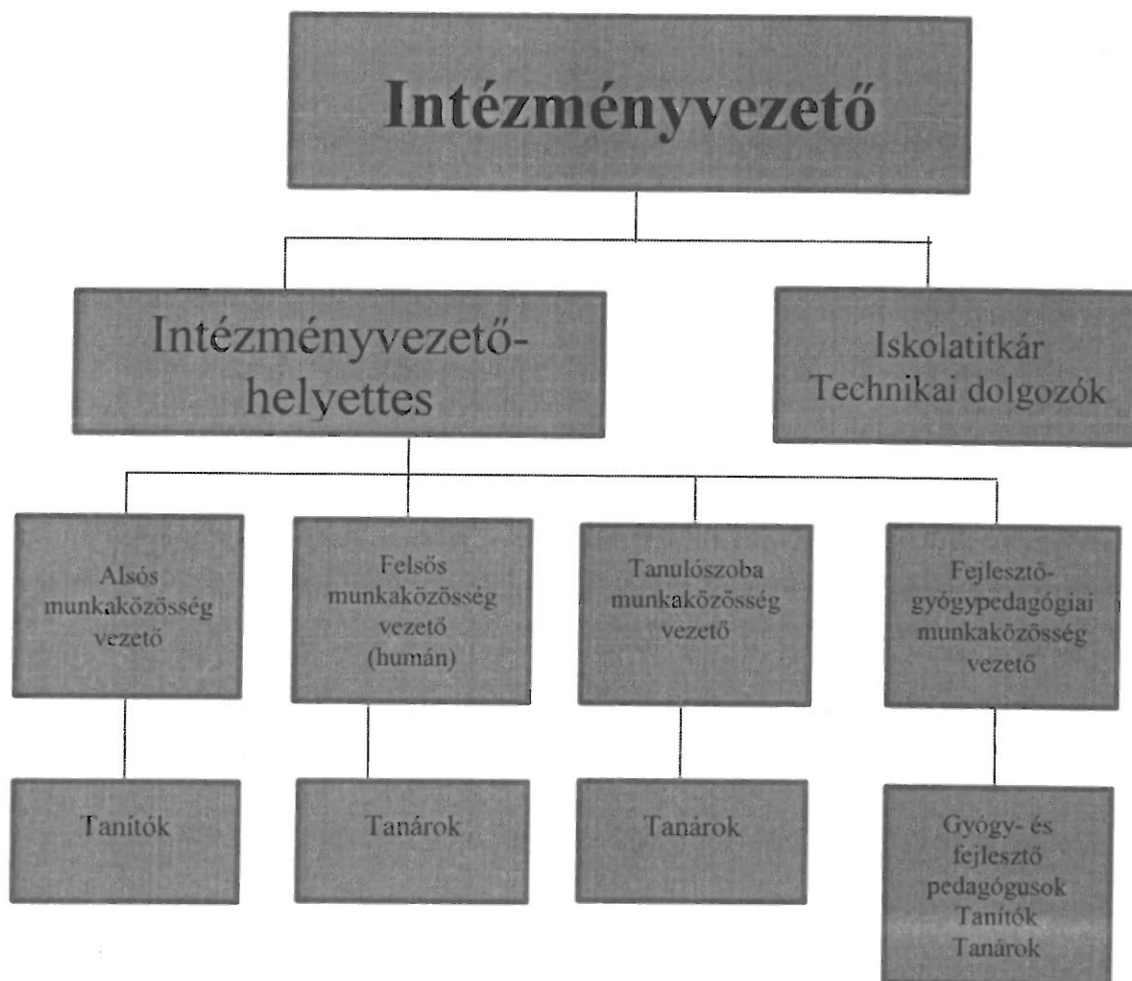 Intézményvezető
Intézményvezető-
helyettes
Iskolatitkár
Technikai dolgozók
Alsós
munkaközösség
vezető
Felsős
munkaközösség
vezető
(humán)
Tanulószoba
munkaközösség
vezető
Fejlesztő-
gyógypedagógiai
munkaközösség
vezető
Tanítók
Tanárok
Tanárok
Gyógy- és
fejlesztő
pedagógusok
Tanítók
Tanárok